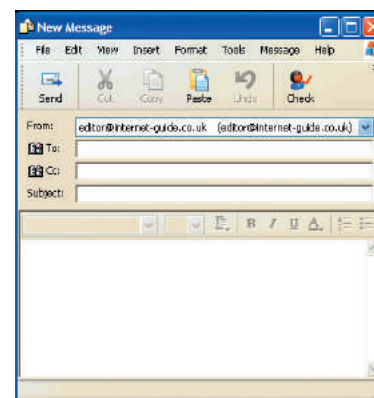 New Message
File Edit View Insert Format Tools Message Help
Send Cut Copy Paste Undo Check
From: editor@internet-guide.co.uk (editor@internet-guide.co.uk)
To:
Cc:
Subject:
B I U A